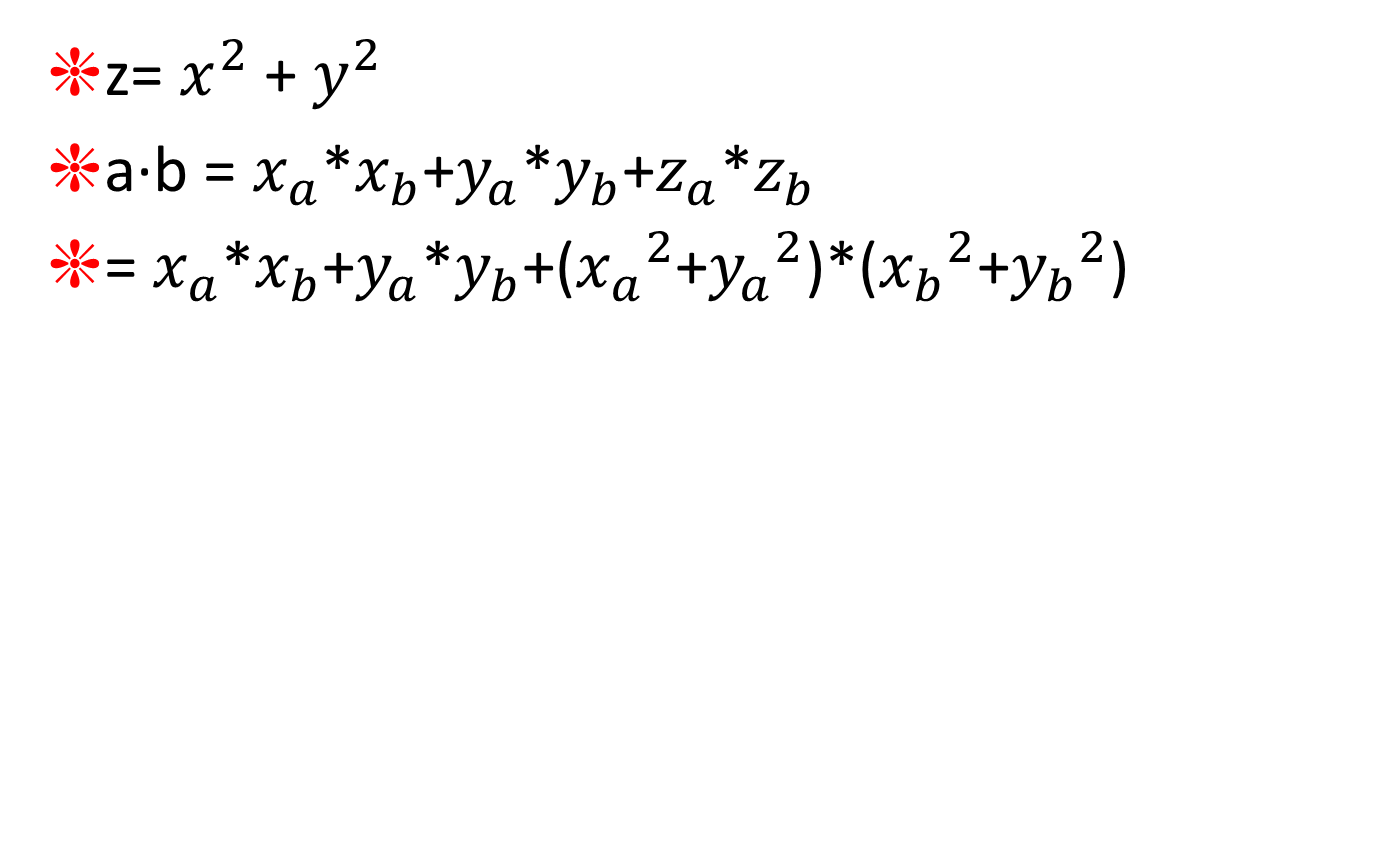 ❊z= 𝑥² + 𝑦²
❊a·b = 𝑥ₐ*𝑥_b+𝑦ₐ*𝑦_b+𝑧ₐ*𝑧_b
❊= 𝑥ₐ*𝑥_b+𝑦ₐ*𝑦_b+(𝑥ₐ²+𝑦ₐ²)*(𝑥_b²+𝑦_b²)